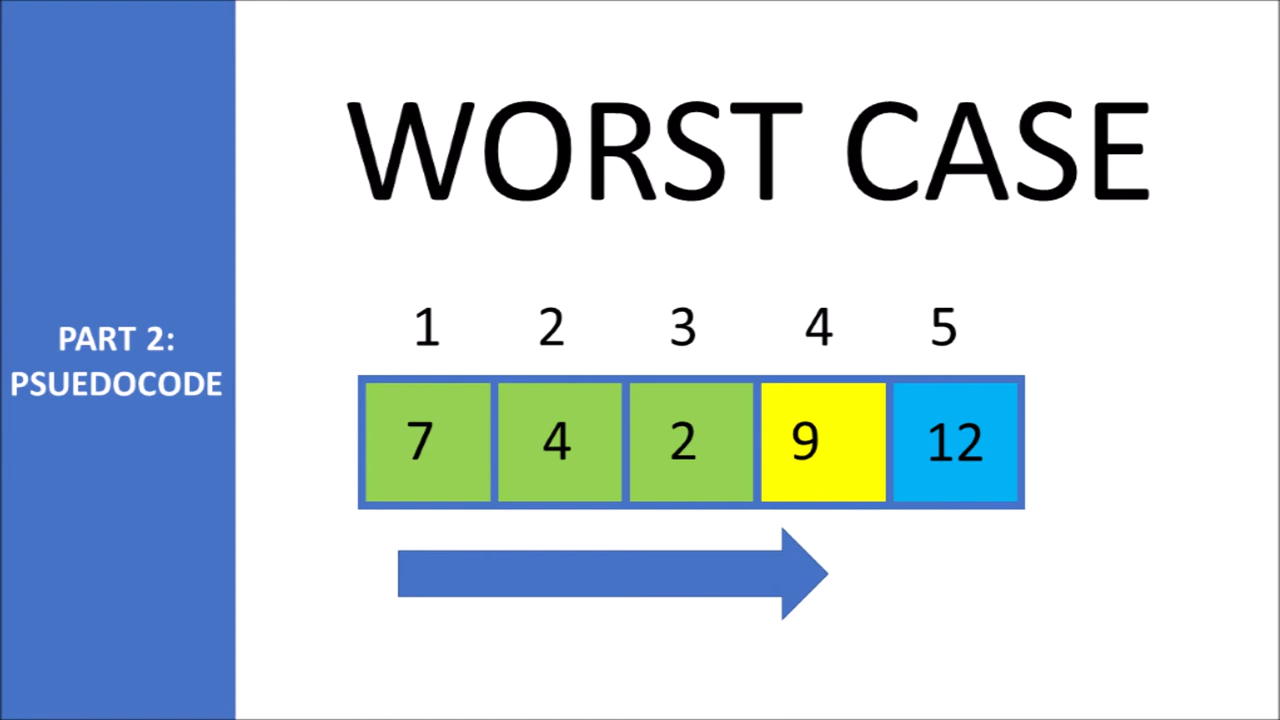 WORST CASE
PART 2:
PSUEDOCODE
1 2 3 4 5
7 4 2 9 12